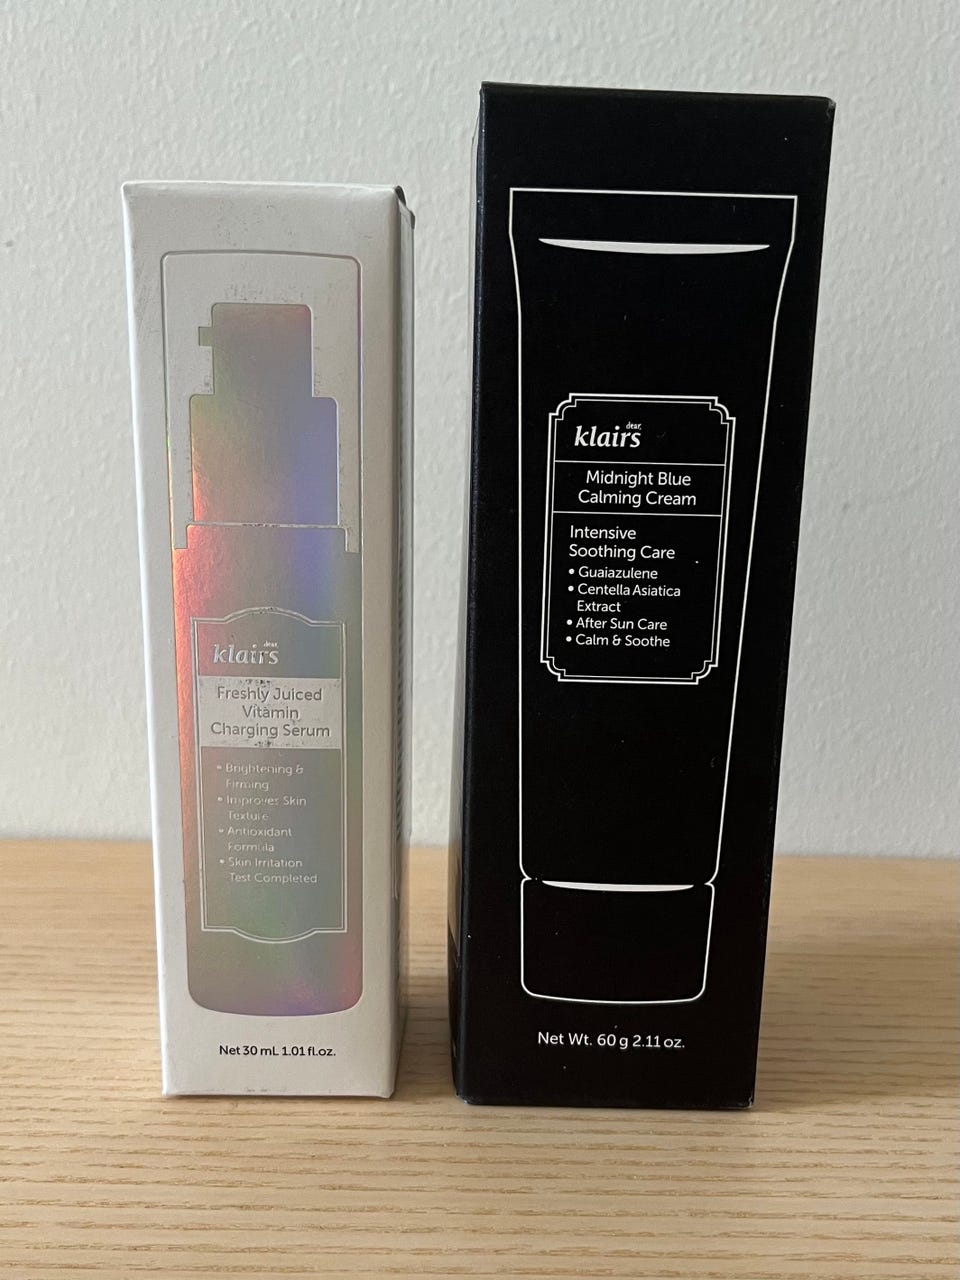 dear,
klairs
Freshly Juiced
Vitamin
Charging Serum
• Brightening &
Firming
• Improves Skin
Texture
• Antioxidant
Formula
• Skin Irritation
Test Completed
Net 30 mL 1.01 fl.oz.
dear,
klairs
Midnight Blue
Calming Cream
Intensive
Soothing Care
• Guaiazulene
• Centella Asiatica
Extract
• After Sun Care
• Calm & Soothe
Net Wt. 60 g 2.11 oz.